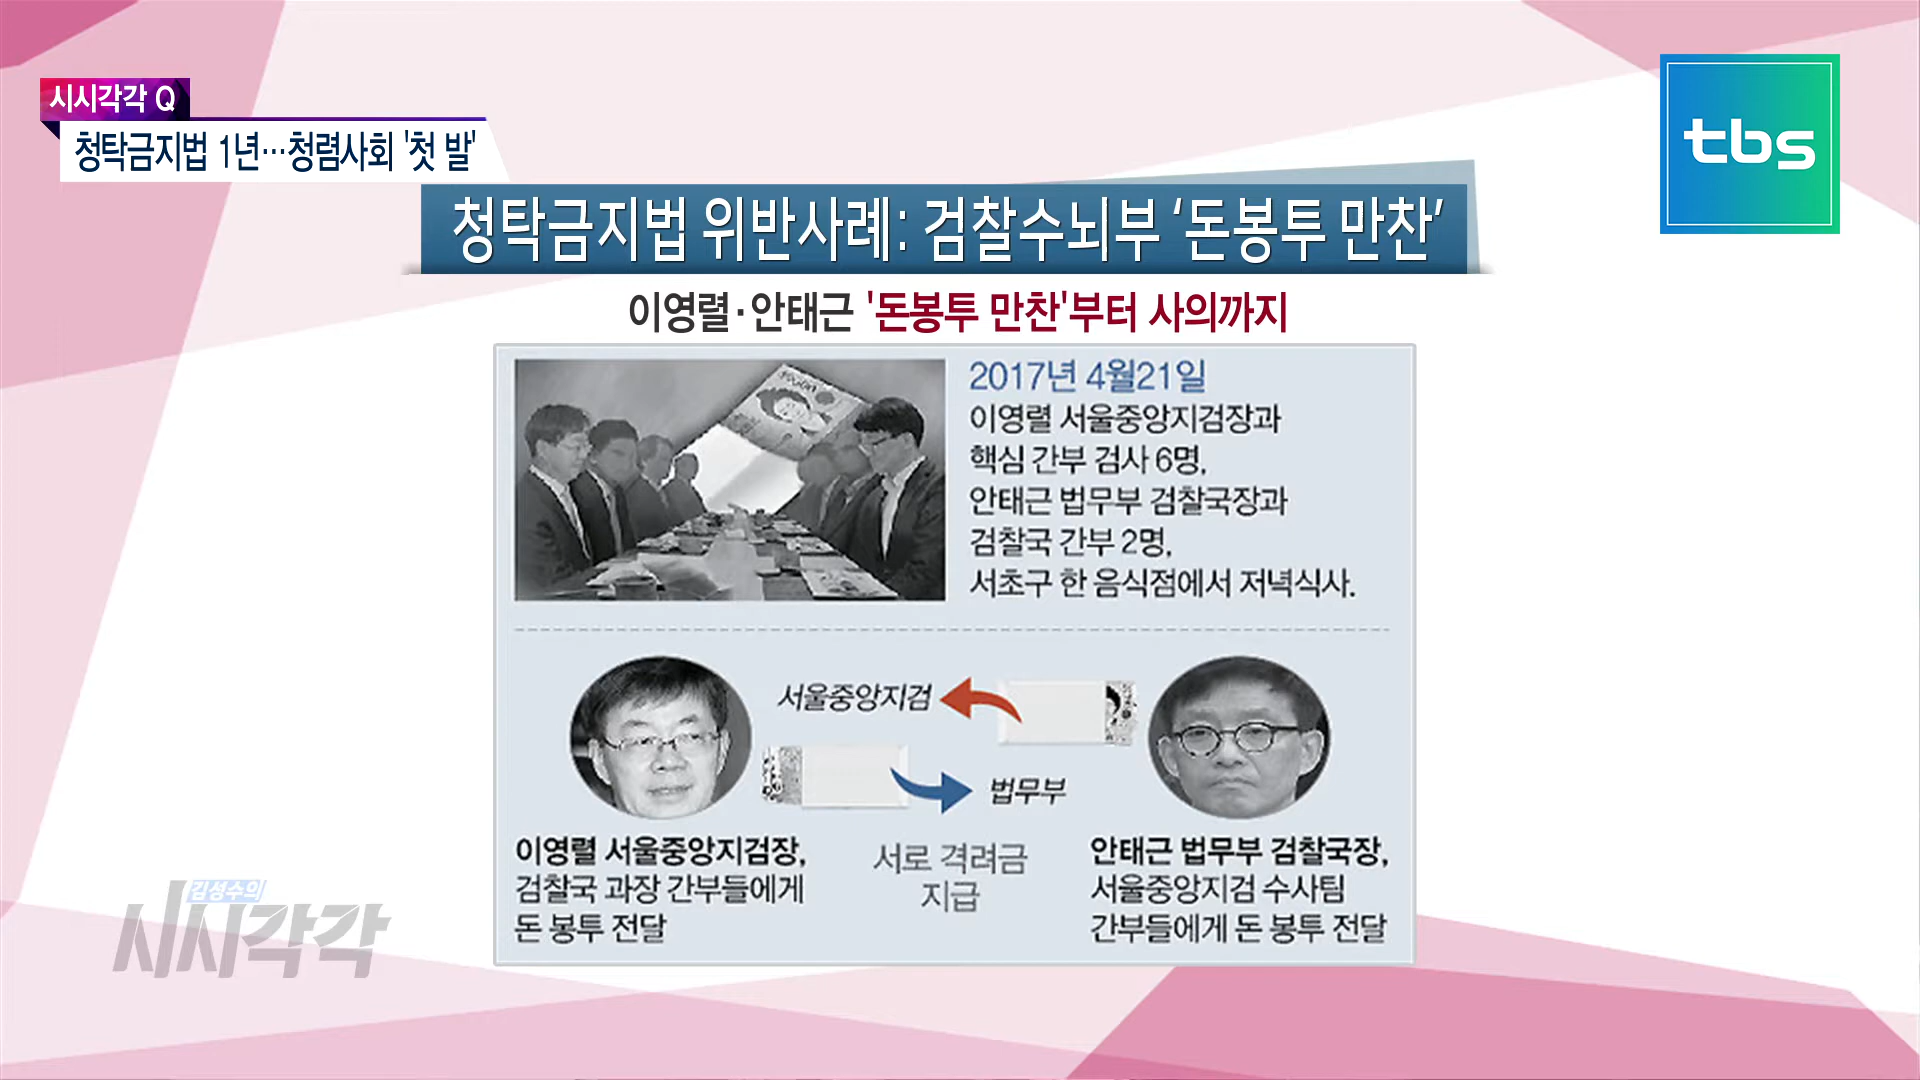 시시각각 Q
청탁금지법 1년…청렴사회 '첫 발'
tbs
청탁금지법 위반사례: 검찰수뇌부 ‘돈봉투 만찬’
이영렬·안태근 '돈봉투 만찬'부터 사의까지
2017년 4월21일
이영렬 서울중앙지검장과
핵심 간부 검사 6명,
안태근 법무부 검찰국장과
검찰국 간부 2명,
서초구 한 음식점에서 저녁식사.
서울중앙지검
법무부
이영렬 서울중앙지검장,
검찰국 과장 간부들에게
돈 봉투 전달
서로 격려금
지급
안태근 법무부 검찰국장,
서울중앙지검 수사팀
간부들에게 돈 봉투 전달
김성수의
시시각각